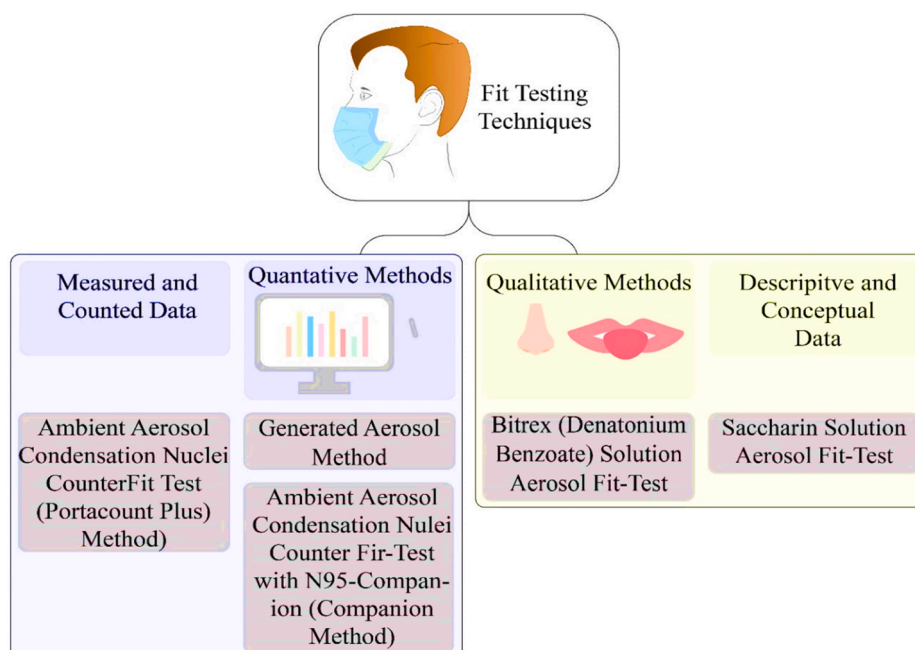 Fit Testing
Techniques
Measured and
Counted Data
Quantative Methods
Qualitative Methods
Descripitve and
Conceptual
Data
Ambient Aerosol
Condensation Nuclei
CounterFit Test
(Portacount Plus)
Method)
Generated Aerosol
Method
Ambient Aerosol
Condensation Nulei
Counter Fir-Test
with N95-Compan-
ion (Companion
Method)
Bitrex (Denatonium
Benzoate) Solution
Aerosol Fit-Test
Saccharin Solution
Aerosol Fit-Test